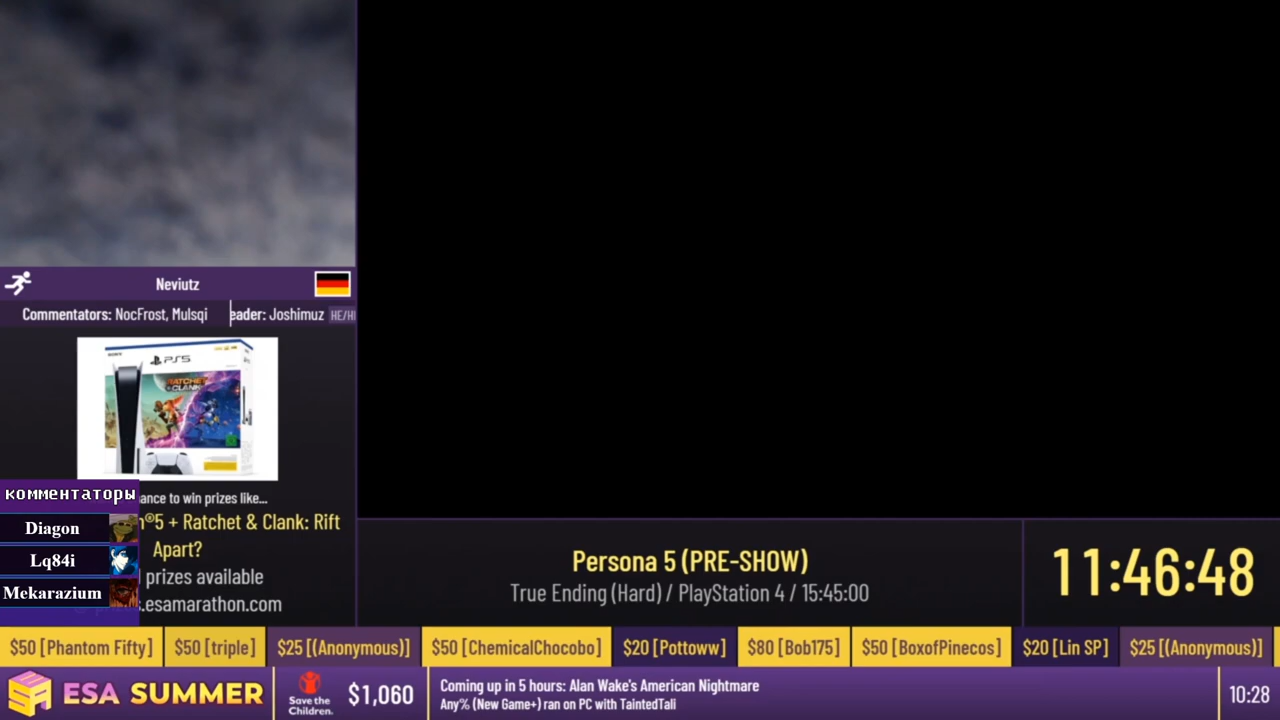 Neviutz
Commentators: NocFrost, Mulsqi
eader: Joshimuz HE/H
SONY
PS5
RATCHET CLANK
ance to win prizes like...
n®5 + Ratchet & Clank: Rift
Apart?
prizes available
.esamarathon.com
комментаторы
Diagon
Lq84i
Mekarazium
Persona 5 (PRE-SHOW)
True Ending (Hard) / PlayStation 4 / 15:45:00
11:46:48
$50 [Phantom Fifty] $50 [triple] $25 [(Anonymous)] $50 [ChemicalChocobo] $20 [Pottoww] $80 [Bob175] $50 [BoxofPinecos] $20 [Lin SP] $25 [(Anonymous)]
ESA SUMMER
Save the
Children.
$1,060
Coming up in 5 hours: Alan Wake's American Nightmare
Any% (New Game+) ran on PC with TaintedTali
10:28